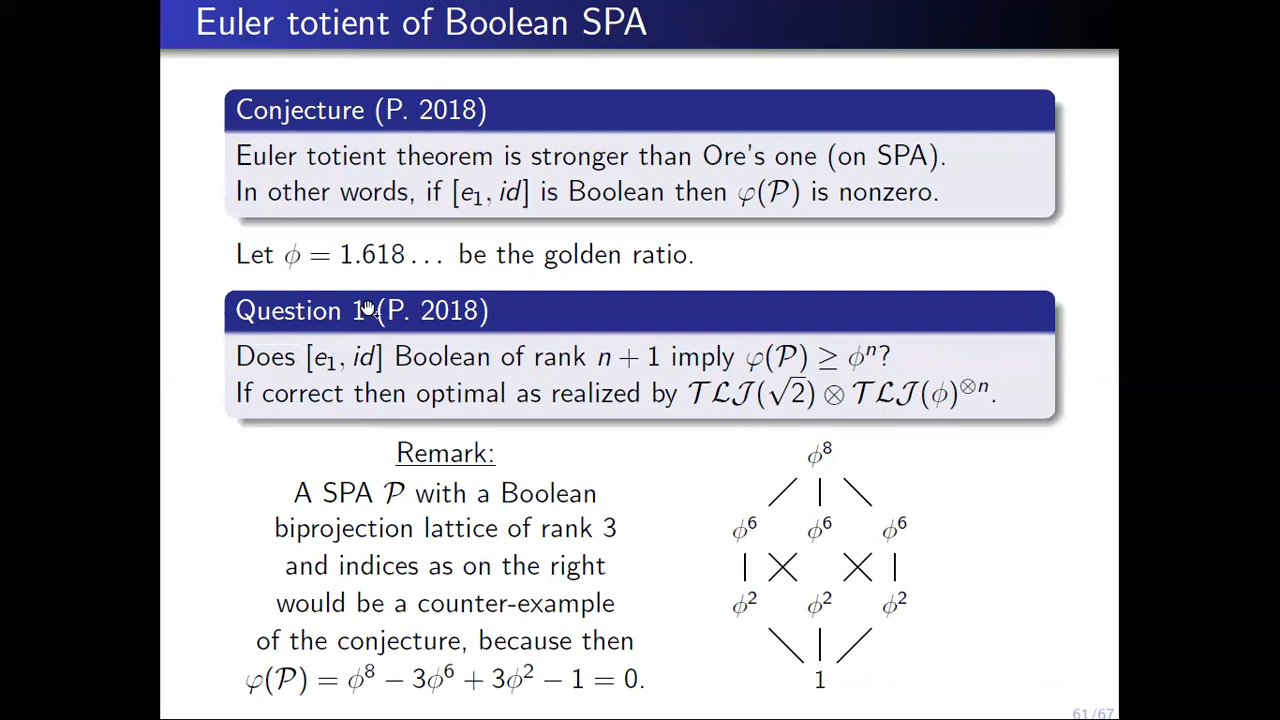 Euler totient of Boolean SPA
Conjecture (P. 2018)
Euler totient theorem is stronger than Ore's one (on SPA).
In other words, if [e₁, id] is Boolean then φ(𝒫) is nonzero.
Let ϕ = 1.618... be the golden ratio.
Question 1 (P. 2018)
Does [e₁, id] Boolean of rank n + 1 imply φ(𝒫) ≥ ϕⁿ?
If correct then optimal as realized by 𝒯ℒ𝒥(√2) ⊗ 𝒯ℒ𝒥(ϕ)^⊗n.
Remark:
A SPA 𝒫 with a Boolean
biprojection lattice of rank 3
and indices as on the right
would be a counter-example
of the conjecture, because then
φ(𝒫) = ϕ⁸ − 3ϕ⁶ + 3ϕ² − 1 = 0.
ϕ⁸
ϕ⁶ ϕ⁶ ϕ⁶
ϕ² ϕ² ϕ²
1
61/67